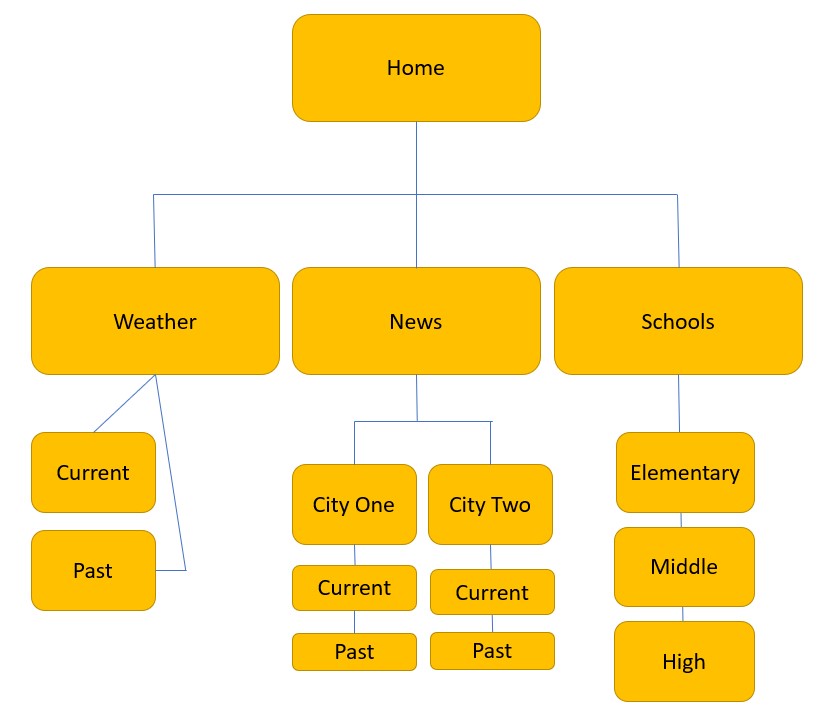 Home
Weather
News
Schools
Current
Past
City One
City Two
Current
Current
Past
Past
Elementary
Middle
High